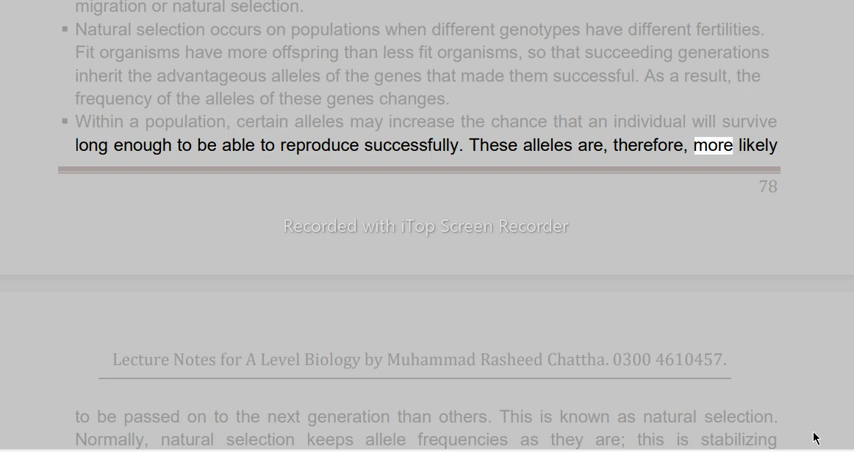 migration or natural selection.
▪ Natural selection occurs on populations when different genotypes have different fertilities.
Fit organisms have more offspring than less fit organisms, so that succeeding generations
inherit the advantageous alleles of the genes that made them successful. As a result, the
frequency of the alleles of these genes changes.
▪ Within a population, certain alleles may increase the chance that an individual will survive
long enough to be able to reproduce successfully. These alleles are, therefore, more likely
78
Recorded with iTop Screen Recorder
Lecture Notes for A Level Biology by Muhammad Rasheed Chattha. 0300 4610457.
to be passed on to the next generation than others. This is known as natural selection.
Normally, natural selection keeps allele frequencies as they are; this is stabilizing